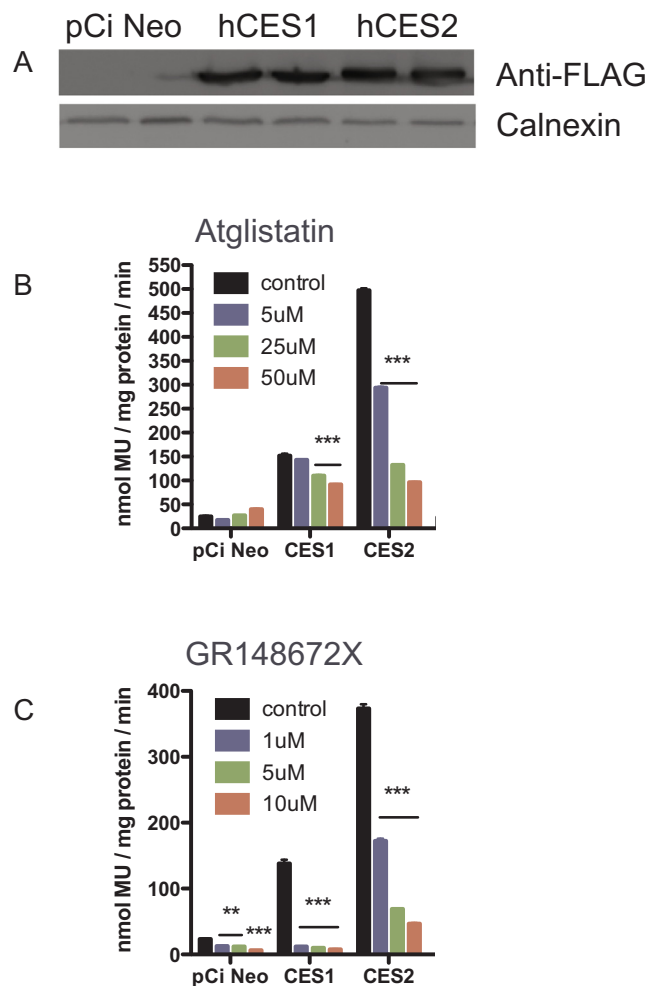 pCi Neo hCES1 hCES2
A
Anti-FLAG
Calnexin
Atglistatin
B
nmol MU / mg protein / min
550
500
450
400
350
300
250
200
150
100
50
0
control
5uM
25uM
50uM
***
***
pCi Neo CES1 CES2
GR148672X
C
nmol MU / mg protein / min
400
300
200
100
0
control
1uM
5uM
10uM
**
***
***
***
pCi Neo CES1 CES2